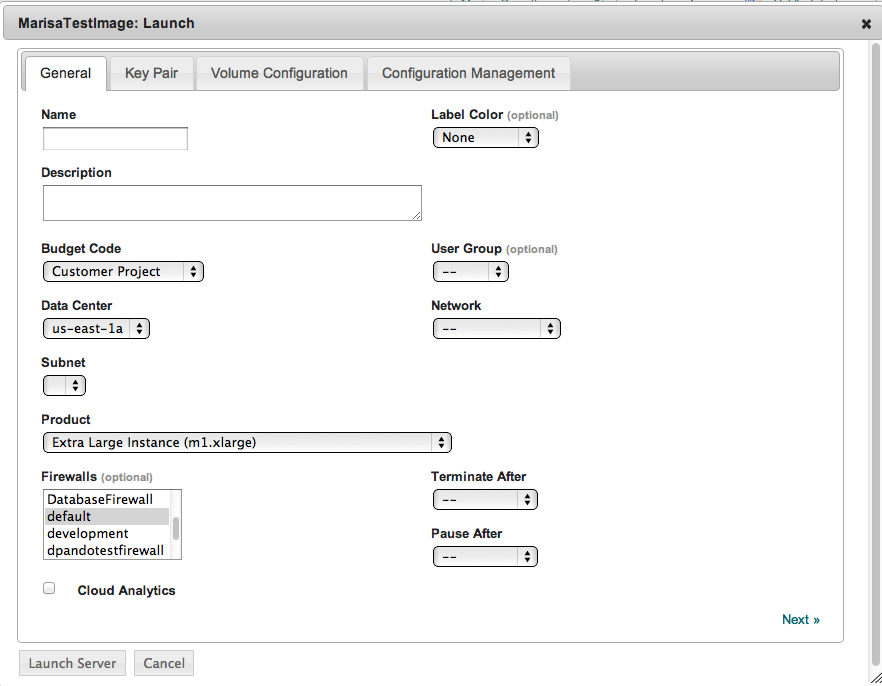 MarisaTestImage: Launch
General Key Pair Volume Configuration Configuration Management
Name Label Color (optional)
None
Description
Budget Code User Group (optional)
Customer Project --
Data Center Network
us-east-1a --
Subnet
Product
Extra Large Instance (m1.xlarge)
Firewalls (optional) Terminate After
DatabaseFirewall --
default
development Pause After
dpandotestfirewall --
Cloud Analytics
Next »
Launch Server Cancel